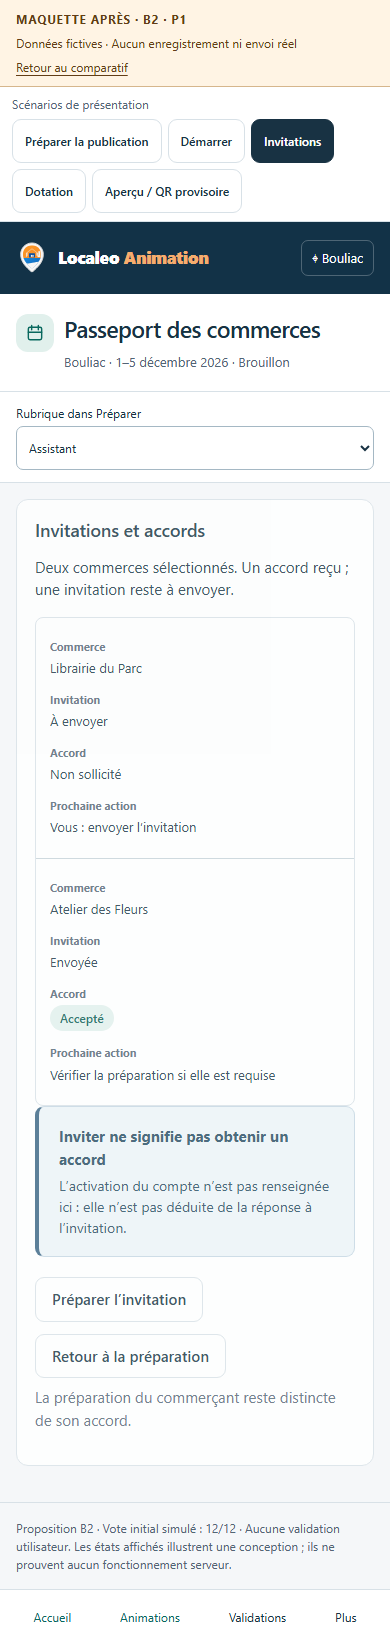 MAQUETTE APRÈS · B2 · P1
Données fictives · Aucun enregistrement ni envoi réel
Retour au comparatif
Scénarios de présentation
Préparer la publication
Démarrer
Invitations
Dotation
Aperçu / QR provisoire
Localeo Animation
Bouliac
Passeport des commerces
Bouliac · 1–5 décembre 2026 · Brouillon
Rubrique dans Préparer
Assistant
Invitations et accords
Deux commerces sélectionnés. Un accord reçu ;
une invitation reste à envoyer.
Commerce
Librairie du Parc
Invitation
À envoyer
Accord
Non sollicité
Prochaine action
Vous : envoyer l’invitation
Commerce
Atelier des Fleurs
Invitation
Envoyée
Accord
Accepté
Prochaine action
Vérifier la préparation si elle est requise
Inviter ne signifie pas obtenir un
accord
L’activation du compte n’est pas renseignée
ici : elle n’est pas déduite de la réponse à
l’invitation.
Préparer l’invitation
Retour à la préparation
La préparation du commerçant reste distincte
de son accord.
Proposition B2 · Vote initial simulé : 12/12 · Aucune validation
utilisateur. Les états affichés illustrent une conception ; ils ne
prouvent aucun fonctionnement serveur.
Accueil
Animations
Validations
Plus